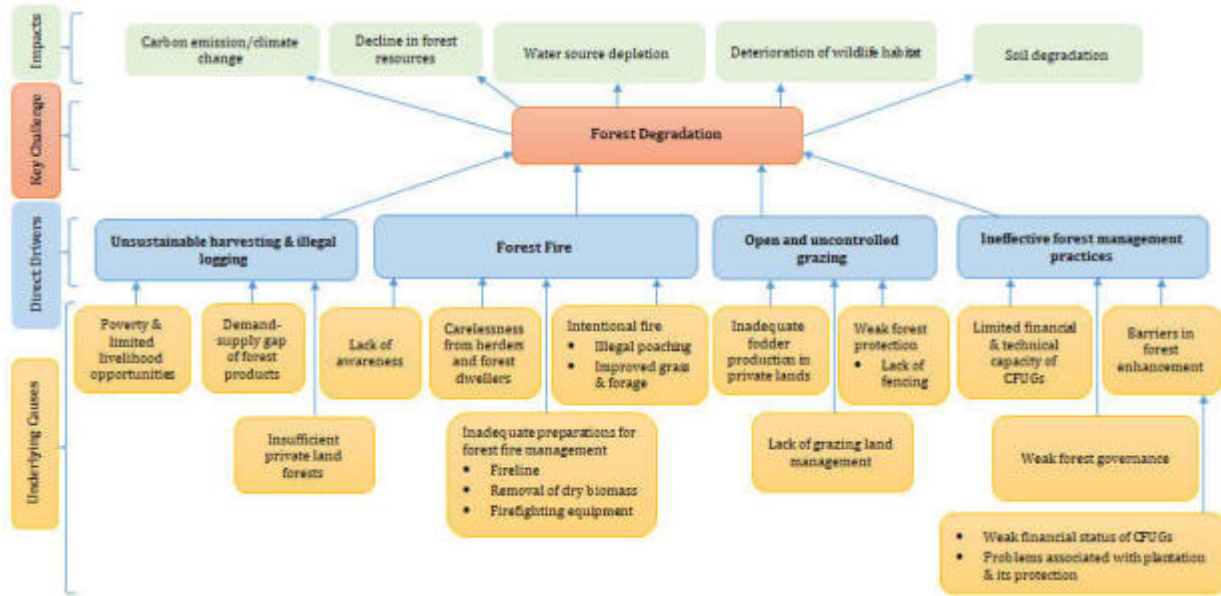 Impacts
Carbon emission/climate
change
Decline in forest
resources
Water source depletion
Deterioration of wildlife habitat
Soil degradation
Key Challenge
Forest Degradation
Direct Drivers
Unsustainable harvesting & illegal
logging
Forest Fire
Open and uncontrolled
grazing
Ineffective forest management
practices
Underlying Causes
Poverty &
limited
livelihood
opportunities
Demand-
supply gap
of forest
products
Lack of
awareness
Carelessness
from herders
and forest
dwellers
Intentional fire
• Illegal poaching
• Improved grass
& forage
Inadequate
fodder
production in
private lands
Weak forest
protection
• Lack of
fencing
Limited financial
& technical
capacity of
CFUGs
Barriers in
forest
enhancement
Insufficient
private land
forests
Inadequate preparations for
forest fire management
• Fireline
• Removal of dry biomass
• Firefighting equipment
Lack of grazing land
management
Weak forest governance
• Weak financial status of CFUGs
• Problems associated with plantation
& its protection